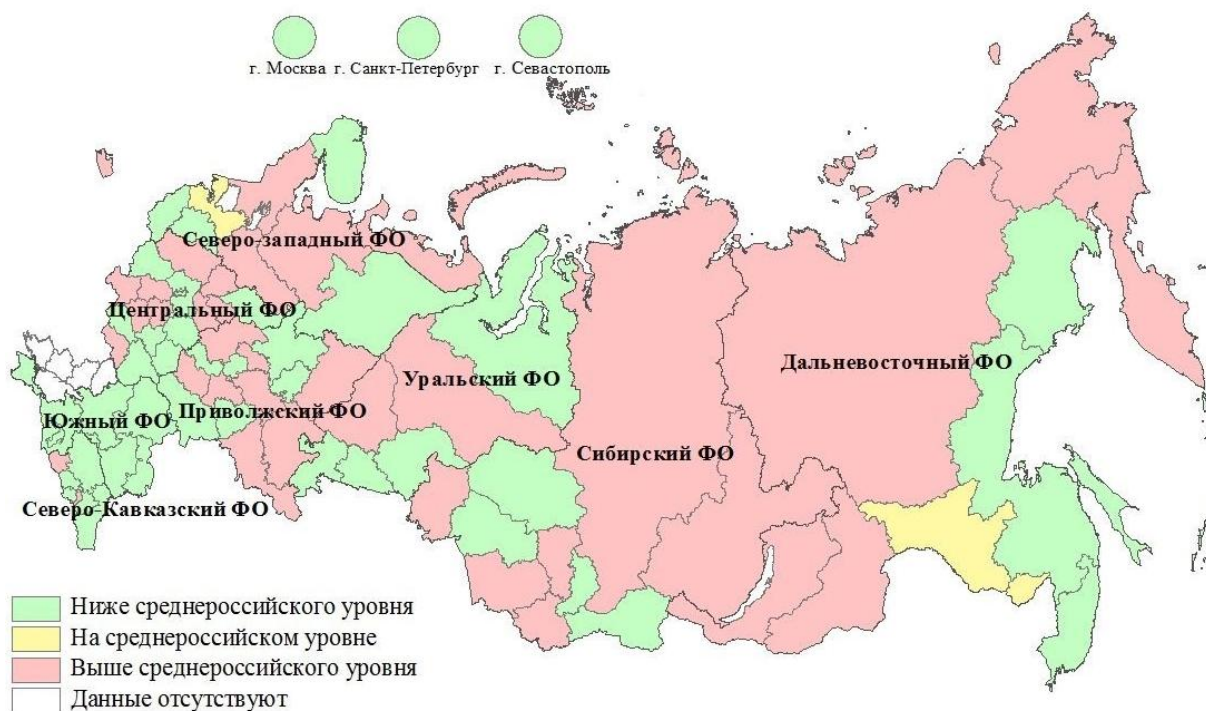 г. Москва г. Санкт-Петербург г. Севастополь
Северо-западный ФО
Центральный ФО
Уральский ФО
Дальневосточный ФО
Южный ФО
Приволжский ФО
Сибирский ФО
Северо-Кавказский ФО
Ниже среднероссийского уровня
На среднероссийском уровне
Выше среднероссийского уровня
Данные отсутствуют